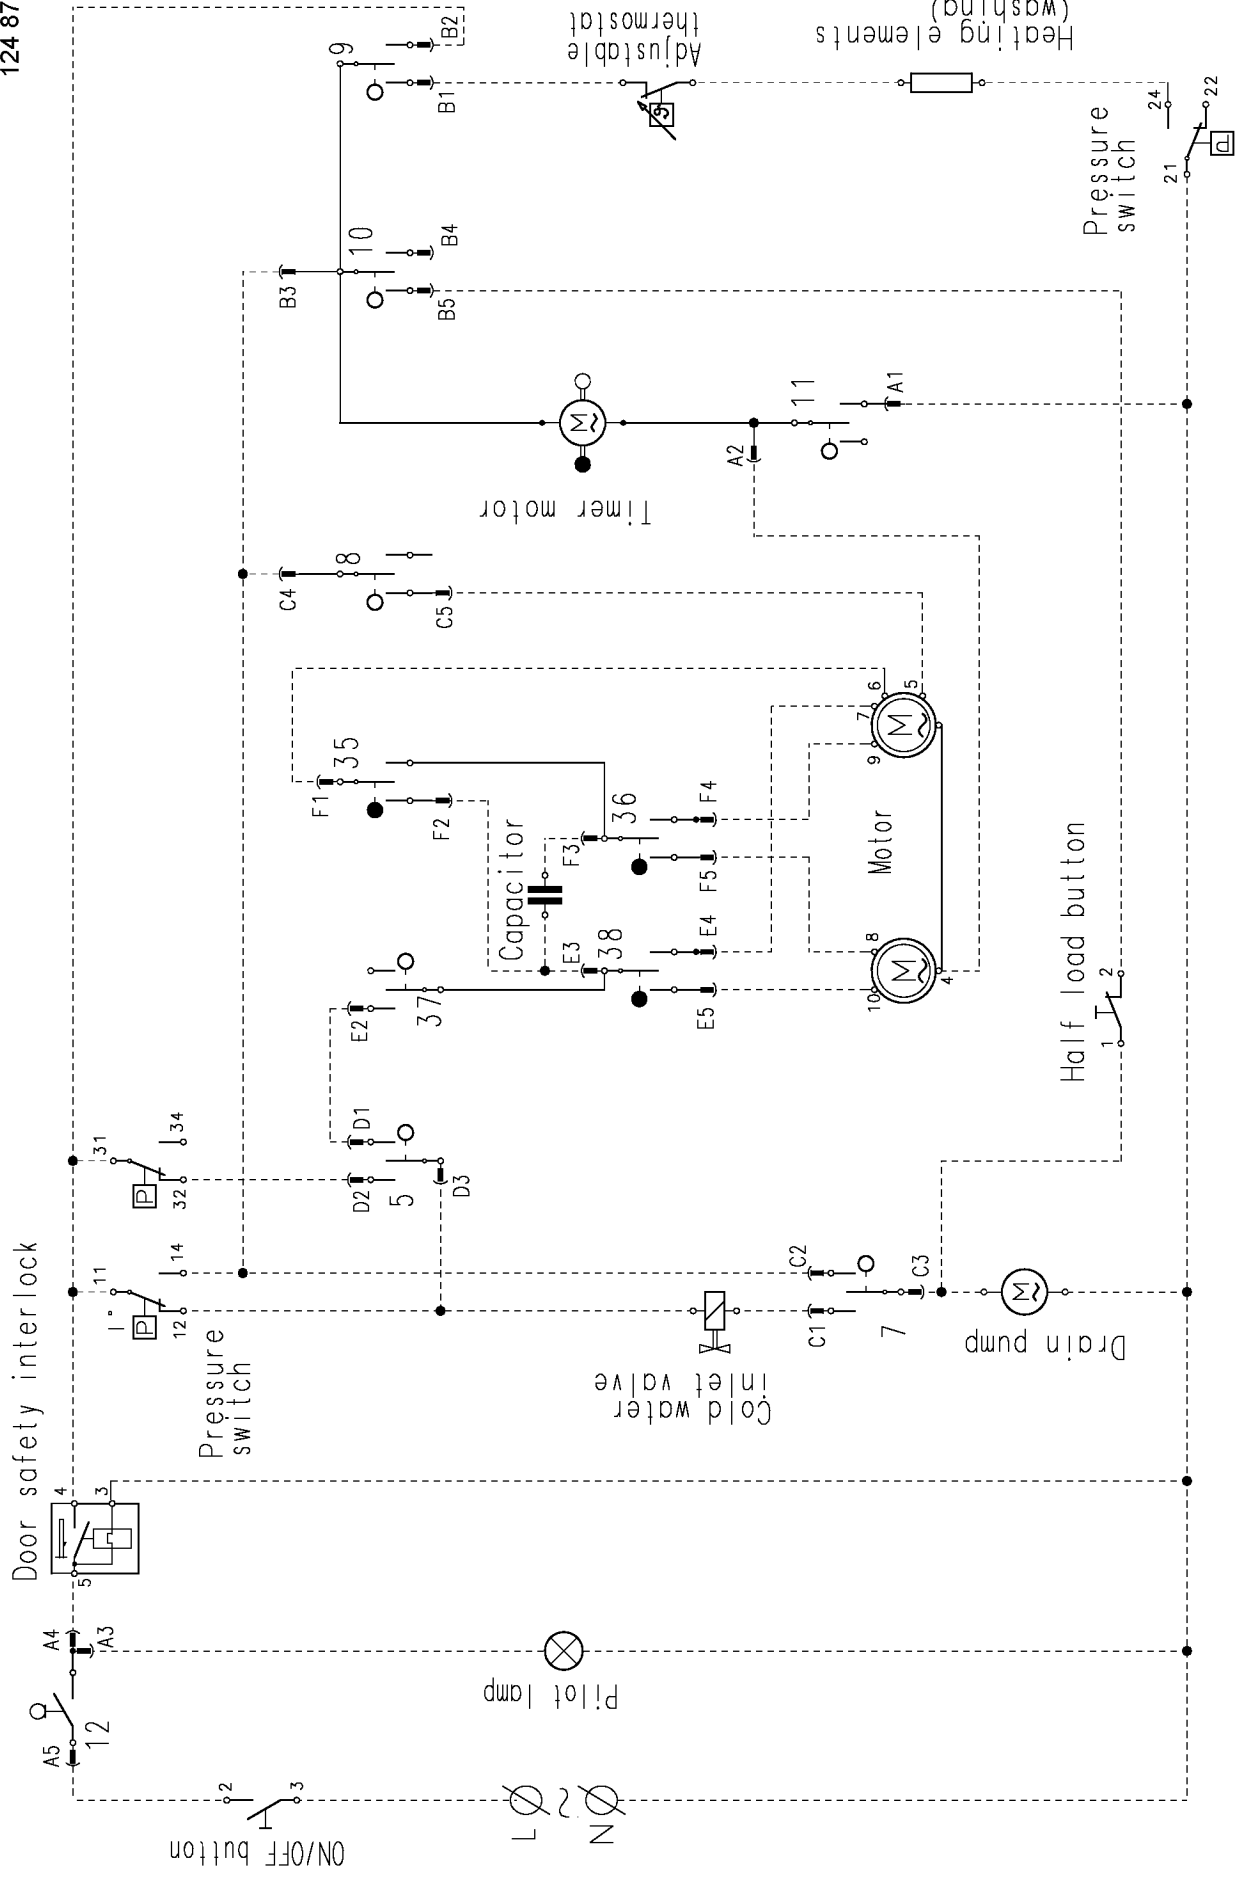 124 87
Door safety interlock
4
3
5
A4
A3
A5
12
ON/OFF button
2
3
L
N
Pilot lamp
Pressure
switch
11
1°
P
12
14
31
P
32
34
D1
D2
5
D3
E2
37
Cold water
inlet valve
C1
C2
7
C3
Drain pump
M
Half load button
1
2
Capacitor
E3
38
E4
E5
F1
35
F2
F3
36
F4
F5
Motor
M
10
8
4
M
9
7
6
5
C4
8
C5
Timer motor
M
A2
11
A1
B3
10
B4
B5
9
B2
B1
Adjustable
thermostat
Heating elements
(washing)
Pressure
switch
24
22
21
P